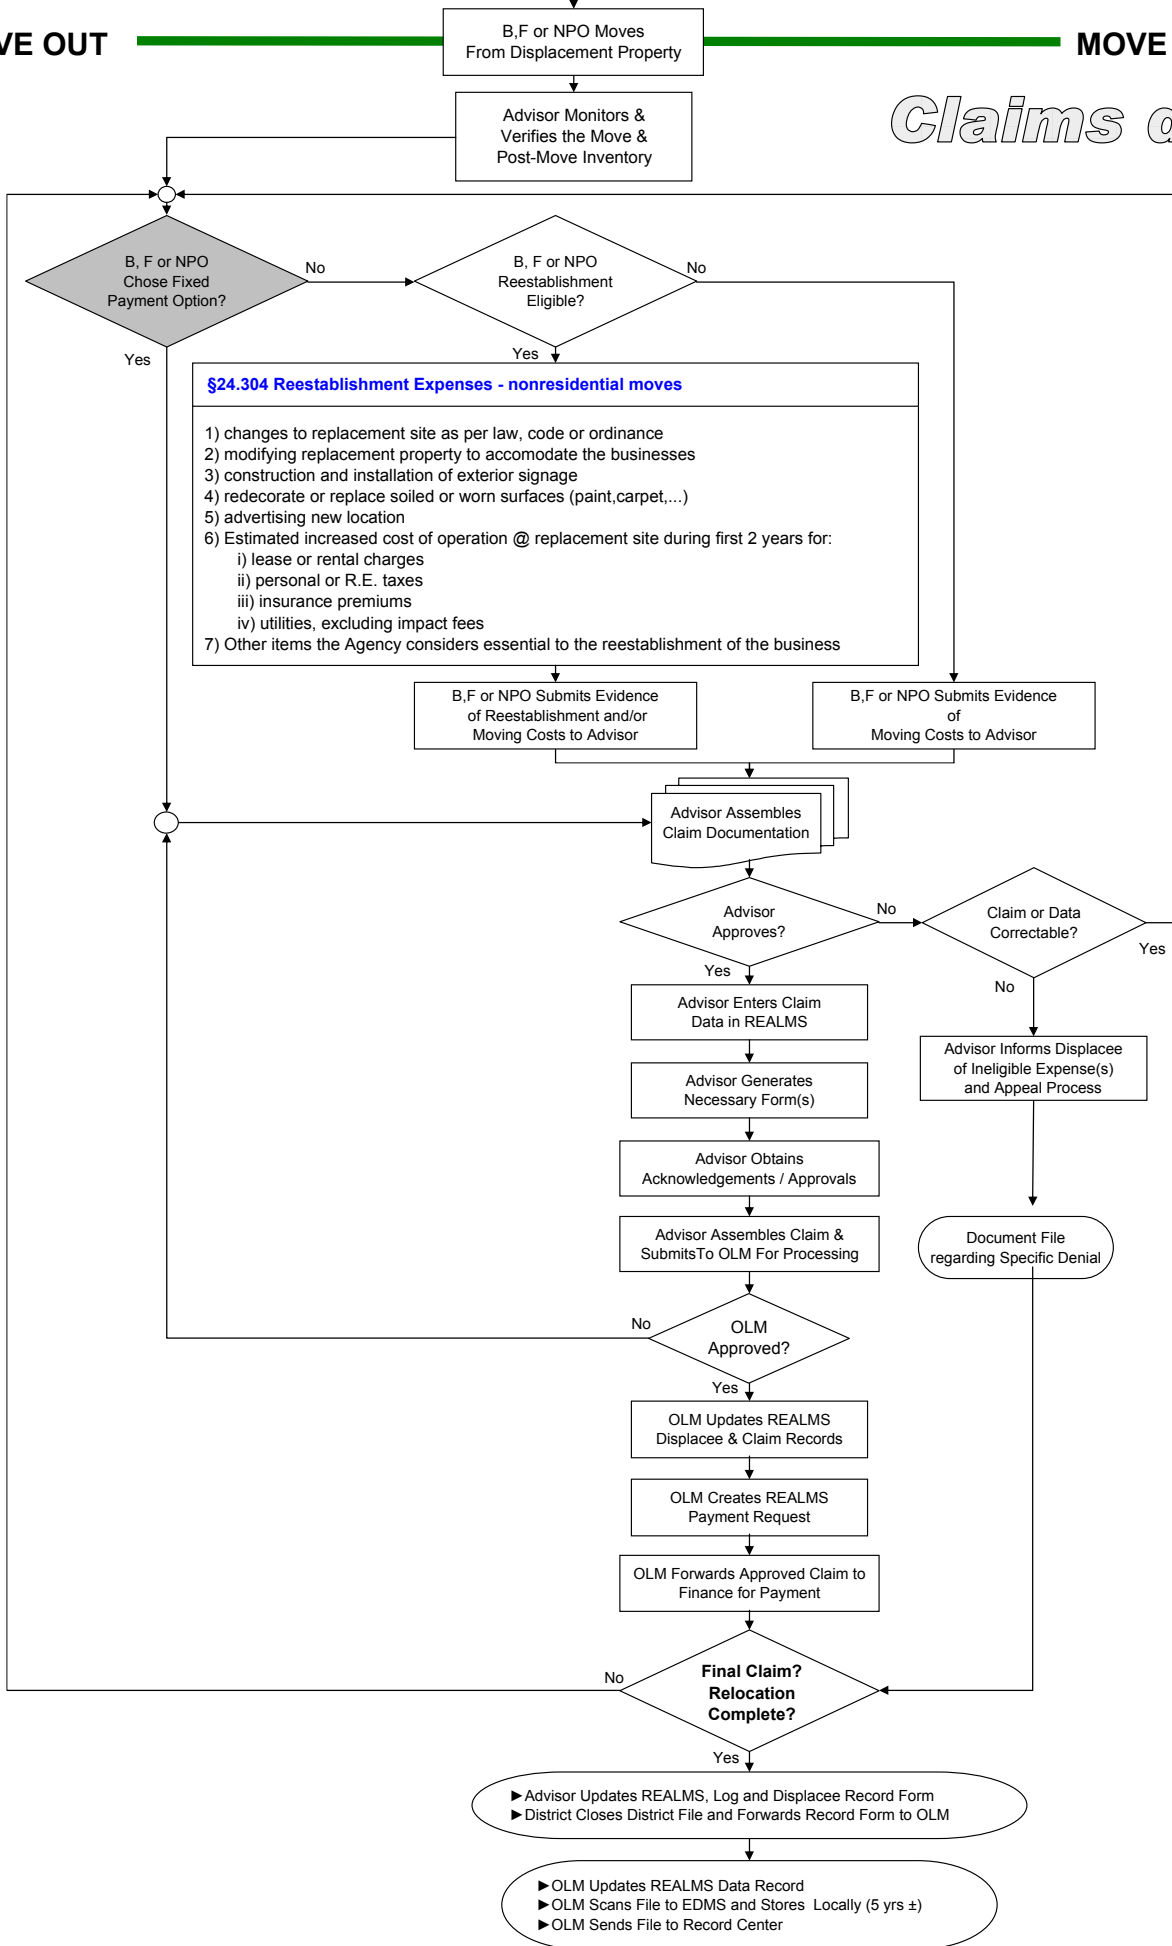 VE OUT
B,F or NPO Moves
From Displacement Property
MOVE
Claims
Advisor Monitors &
Verifies the Move &
Post-Move Inventory
B, F or NPO
Chose Fixed
Payment Option?
No
B, F or NPO
Reestablishment
Eligible?
No
Yes
Yes
§24.304 Reestablishment Expenses - nonresidential moves
1) changes to replacement site as per law, code or ordinance
2) modifying replacement property to accomodate the businesses
3) construction and installation of exterior signage
4) redecorate or replace soiled or worn surfaces (paint,carpet,...)
5) advertising new location
6) Estimated increased cost of operation @ replacement site during first 2 years for:
i) lease or rental charges
ii) personal or R.E. taxes
iii) insurance premiums
iv) utilities, excluding impact fees
7) Other items the Agency considers essential to the reestablishment of the business
B,F or NPO Submits Evidence
of Reestablishment and/or
Moving Costs to Advisor
B,F or NPO Submits Evidence
of
Moving Costs to Advisor
Advisor Assembles
Claim Documentation
Advisor
Approves?
No
Claim or Data
Correctable?
Yes
Yes
No
Advisor Enters Claim
Data in REALMS
Advisor Informs Displacee
of Ineligible Expense(s)
and Appeal Process
Advisor Generates
Necessary Form(s)
Advisor Obtains
Acknowledgements / Approvals
Advisor Assembles Claim &
SubmitsTo OLM For Processing
Document File
regarding Specific Denial
No
OLM
Approved?
Yes
OLM Updates REALMS
Displacee & Claim Records
OLM Creates REALMS
Payment Request
OLM Forwards Approved Claim to
Finance for Payment
No
Final Claim?
Relocation
Complete?
Yes
►Advisor Updates REALMS, Log and Displacee Record Form
►District Closes District File and Forwards Record Form to OLM
►OLM Updates REALMS Data Record
►OLM Scans File to EDMS and Stores Locally (5 yrs ±)
►OLM Sends File to Record Center